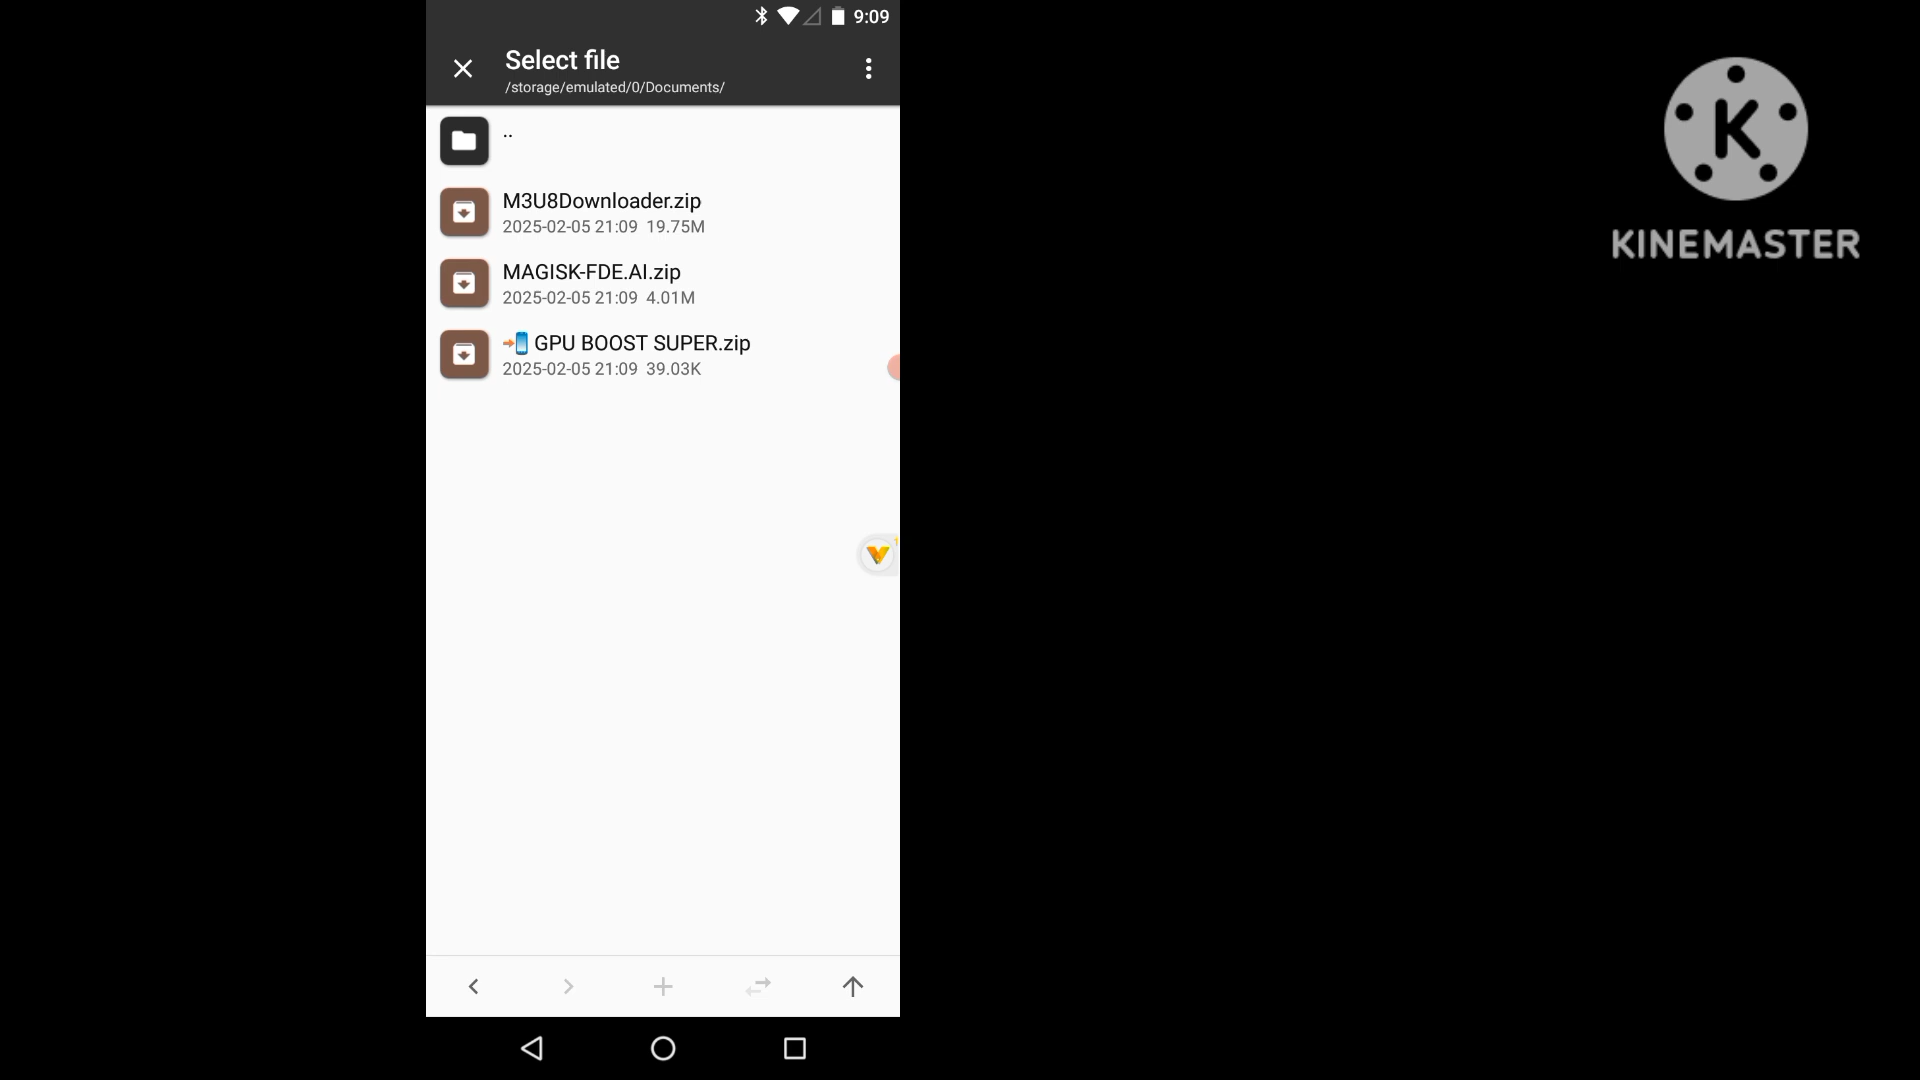 9:09
Select file
/storage/emulated/0/Documents/
..
M3U8Downloader.zip
2025-02-05 21:09 19.75M
MAGISK-FDE.AI.zip
2025-02-05 21:09 4.01M
📲 GPU BOOST SUPER.zip
2025-02-05 21:09 39.03K
K
KINEMASTER